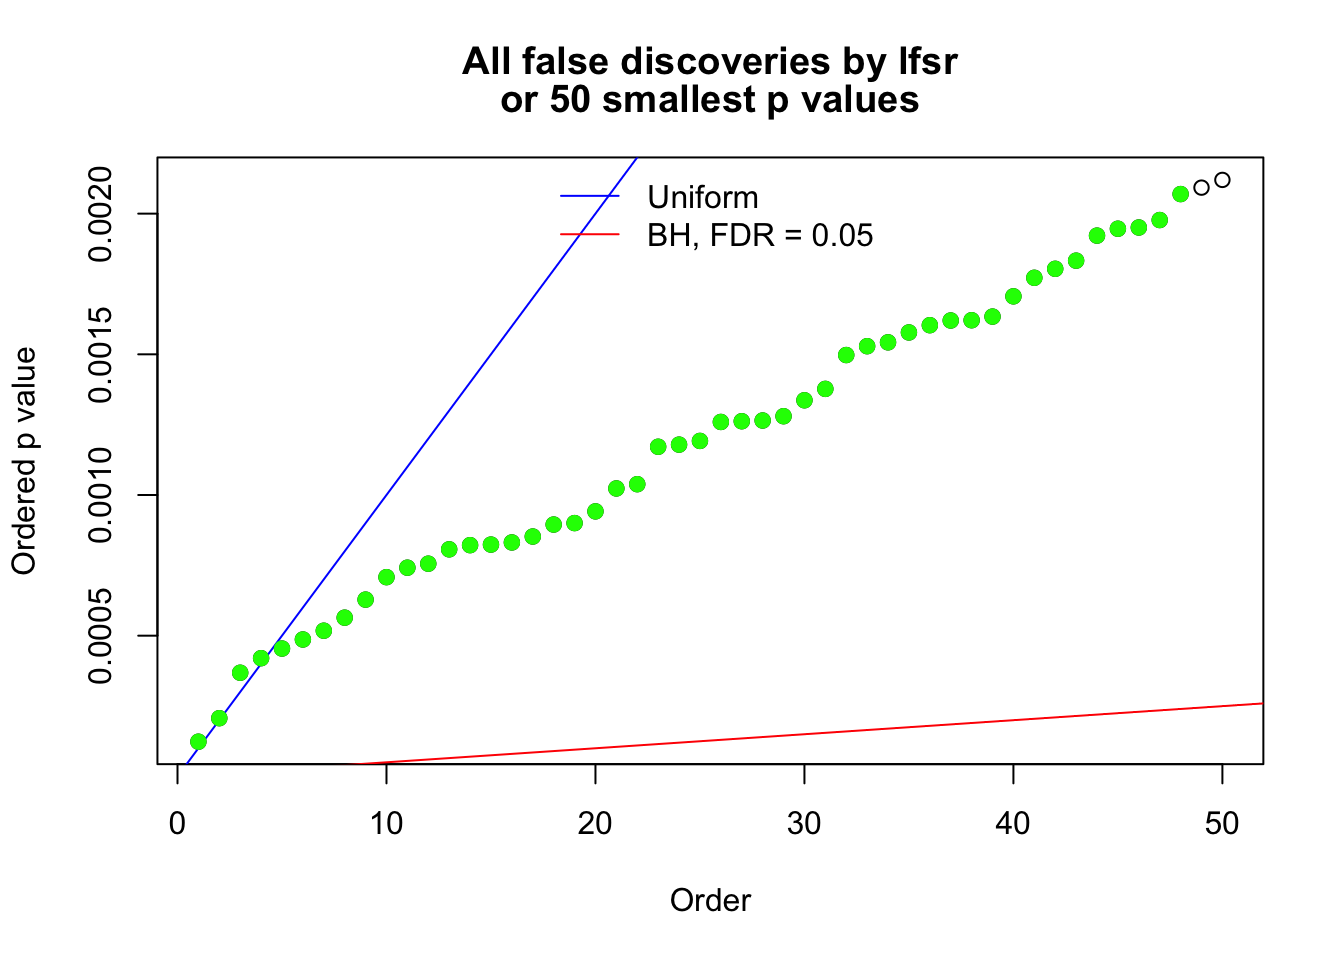 All false discoveries by lfsr
or 50 smallest p values
Uniform
BH, FDR = 0.05
Ordered p value
0.0020
0.0015
0.0010
0.0005
0 10 20 30 40 50
Order